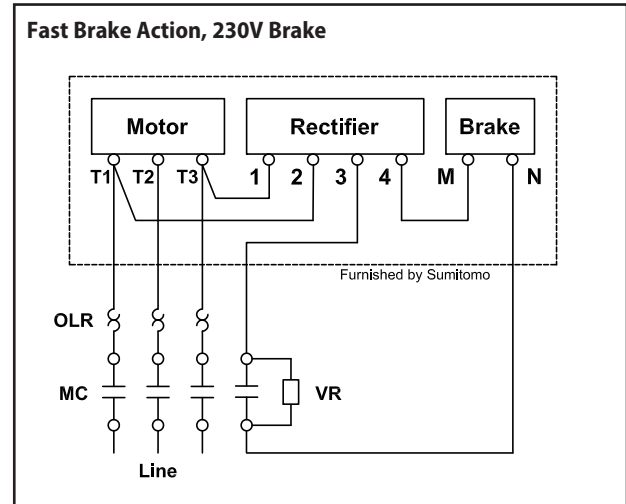 Fast Brake Action, 230V Brake
Motor Rectifier Brake
T1 T2 T3 1 2 3 4 M N
Furnished by Sumitomo
OLR
MC VR
Line